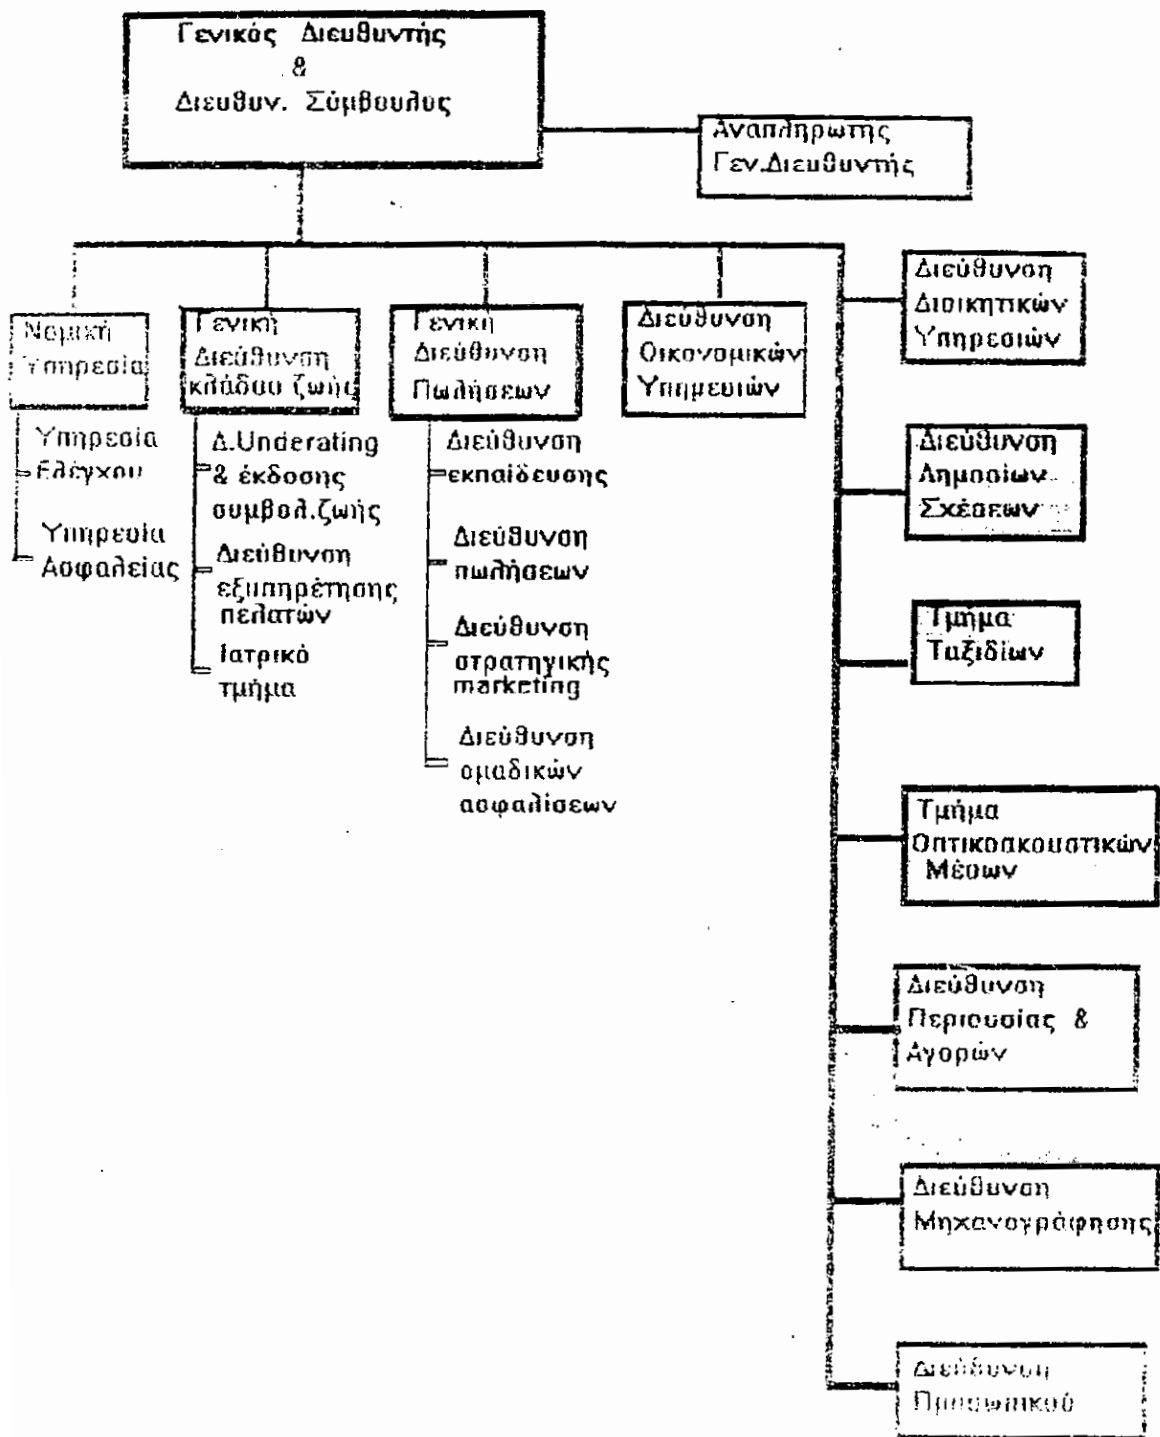 Γενικός Διευθυντής
&
Διευθυν. Σύμβουλος
Αναπληρωτής
Γεν.Διευθυντής
Νομική
Υπηρεσία
Υπηρεσία
Ελέγχου
Υπηρεσία
Ασφαλείας
Γενική
Διεύθυνση
κλάδου ζωής
Δ.Underating
& έκδοσης
συμβολ.ζωής
Διεύθυνση
εξυπηρέτησης
πελατών
Ιατρικό
τμήμα
Γενική
Διεύθυνση
Πωλήσεων
Διεύθυνση
εκπαίδευσης
Διεύθυνση
πωλήσεων
Διεύθυνση
στρατηγικής
marketing
Διεύθυνση
ομαδικών
ασφαλίσεων
Διεύθυνση
Οικονομικών
Υπηρεσιών
Διεύθυνση
Διοικητικών
Υπηρεσιών
Διεύθυνση
Δημοσίων
Σχέσεων
Τμήμα
Ταξιδίων
Τμήμα
Οπτικοακουστικών
Μέσων
Διεύθυνση
Περιουσίας &
Αγορών
Διεύθυνση
Μηχανογράφησης
Διεύθυνση
Προσωπικού